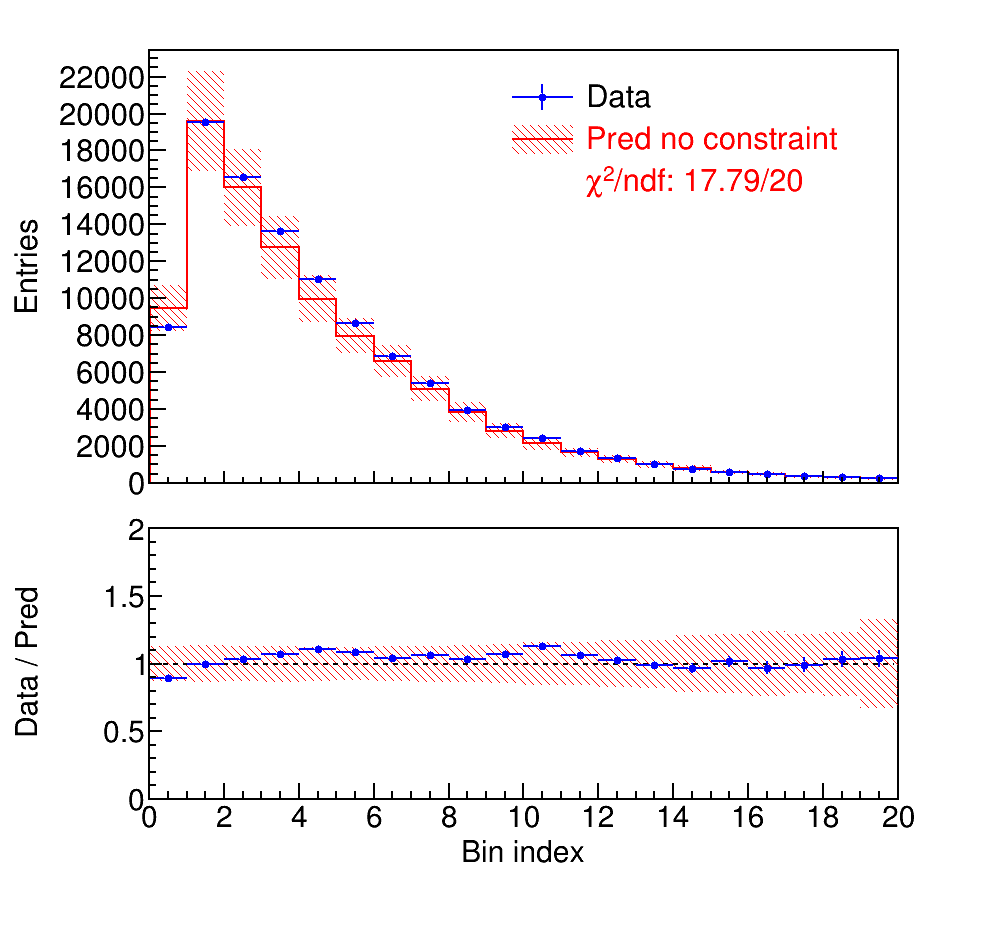 22000
20000
18000
16000
14000
12000
10000
8000
6000
4000
2000
0
Entries
Data
Pred no constraint
χ²/ndf: 17.79/20
2
1.5
1
0.5
0
Data / Pred
0 2 4 6 8 10 12 14 16 18 20
Bin index